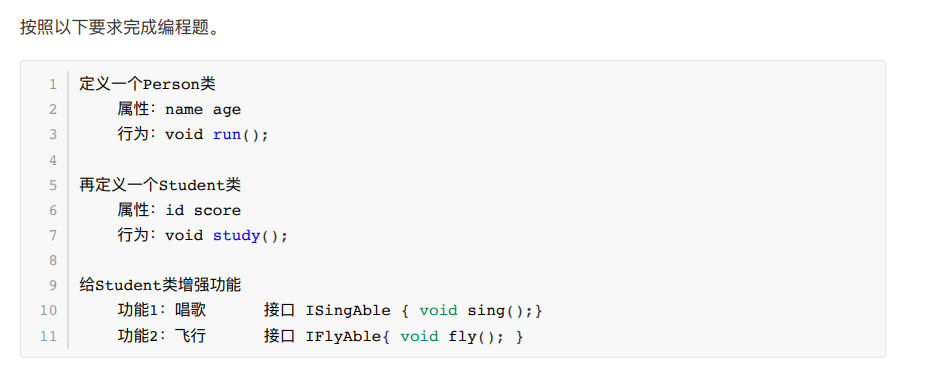 按照以下要求完成编程题。
1 定义一个Person类
2 属性：name age
3 行为：void run();
4
5 再定义一个Student类
6 属性：id score
7 行为：void study();
8
9 给Student类增强功能
10 功能1：唱歌 接口 ISingAble { void sing();}
11 功能2：飞行 接口 IFlyAble{ void fly(); }